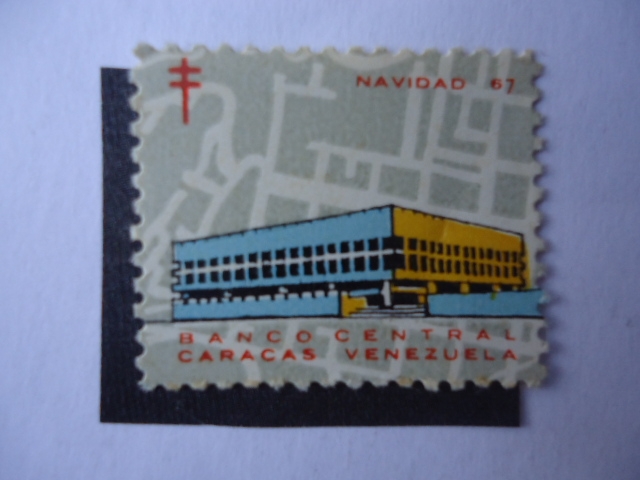 NAVIDAD 67
BANCO CENTRAL
CARACAS VENEZUELA